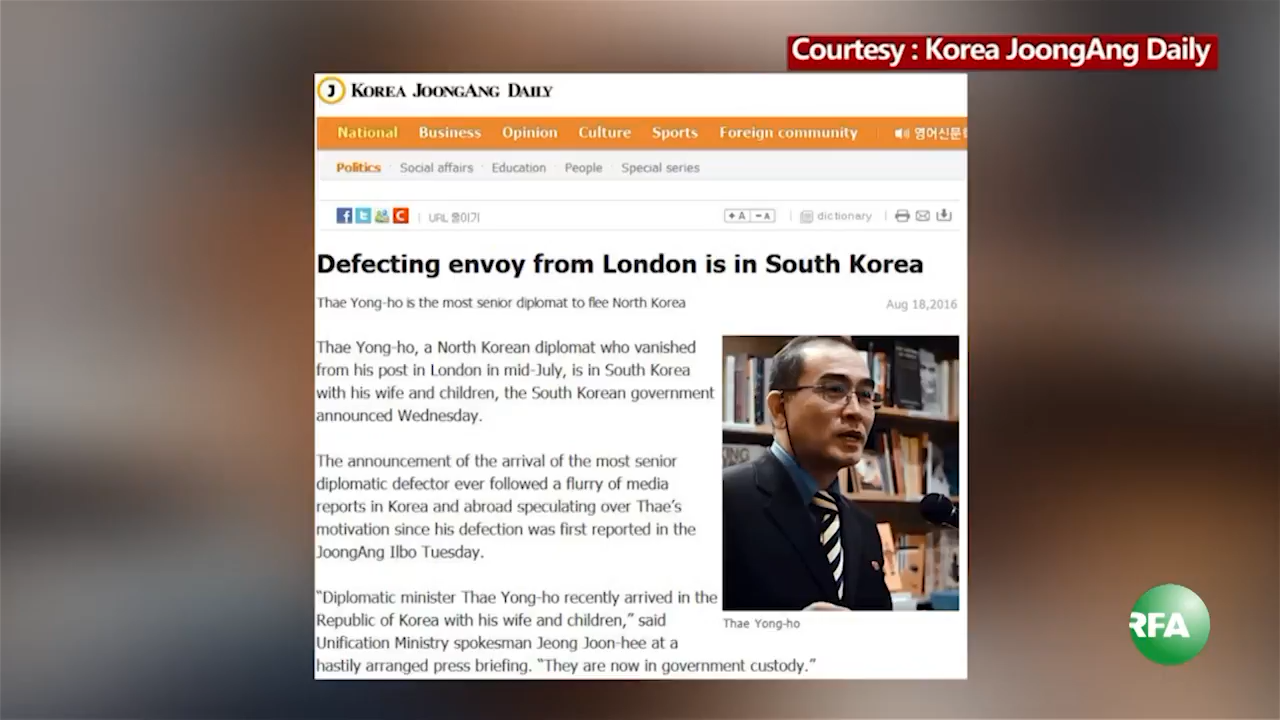 Courtesy : Korea JoongAng Daily
J KOREA JOONGANG DAILY
National Business Opinion Culture Sports Foreign community 영어신문
Politics Social affairs Education People Special series
URL 줄이기 + A - A dictionary
Defecting envoy from London is in South Korea
Thae Yong-ho is the most senior diplomat to flee North Korea Aug 18,2016
Thae Yong-ho, a North Korean diplomat who vanished
from his post in London in mid-July, is in South Korea
with his wife and children, the South Korean government
announced Wednesday.
The announcement of the arrival of the most senior
diplomatic defector ever followed a flurry of media
reports in Korea and abroad speculating over Thae's
motivation since his defection was first reported in the
JoongAng Ilbo Tuesday.
“Diplomatic minister Thae Yong-ho recently arrived in the
Republic of Korea with his wife and children,” said
Unification Ministry spokesman Jeong Joon-hee at a
hastily arranged press briefing. “They are now in government custody.”
Thae Yong-ho
RFA